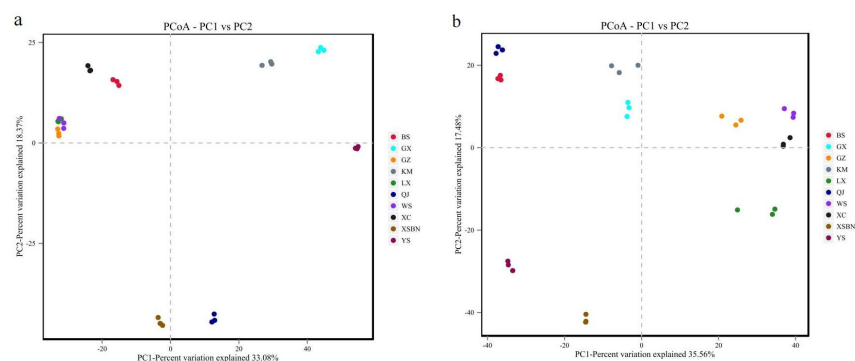 a
PCoA - PC1 vs PC2
PC2-Percent variation explained 18.37%
25
0
-25
-20
0
20
40
PC1-Percent variation explained 33.08%
BS
GX
GZ
KM
LX
QJ
WS
XC
XSBN
YS
b
PCoA - PC1 vs PC2
PC2-Percent variation explained 17.48%
20
0
-20
-40%
-40
-20
0
20
40
PC1-Percent variation explained 35.56%
BS
GX
GZ
KM
LX
QJ
WS
XC
XSBN
YS